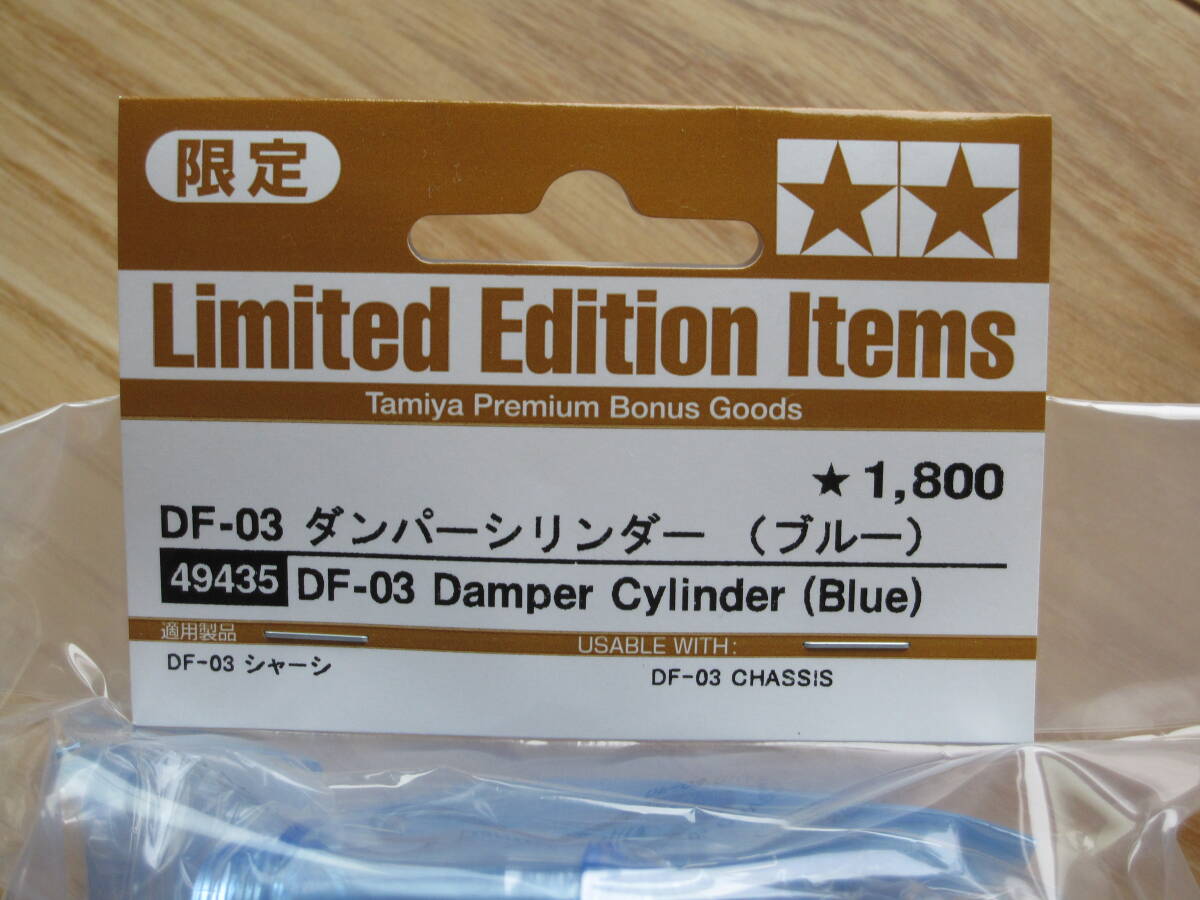 限定
Limited Edition Items
Tamiya Premium Bonus Goods
★ 1,800
DF-03 ダンパーシリンダー (ブルー)
49435 DF-03 Damper Cylinder (Blue)
適用製品 USABLE WITH:
DF-03 シャーシ DF-03 CHASSIS